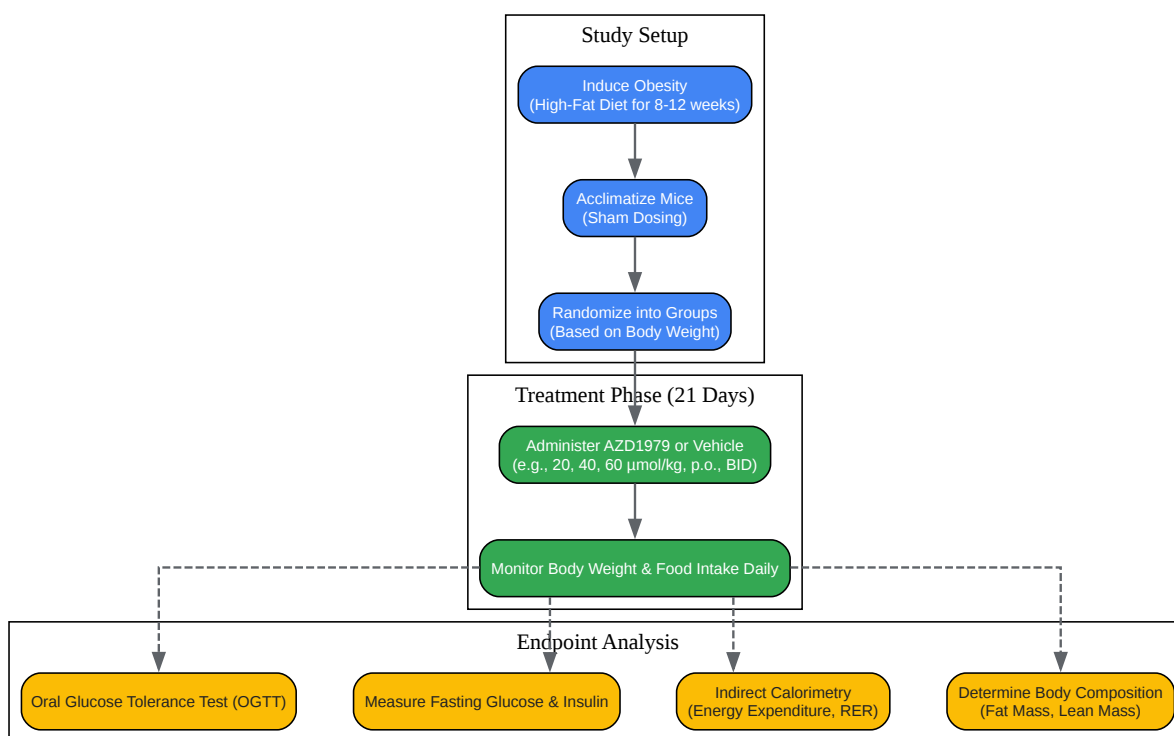 Study Setup
Induce Obesity
(High-Fat Diet for 8-12 weeks)
Acclimatize Mice
(Sham Dosing)
Randomize into Groups
(Based on Body Weight)
Treatment Phase (21 Days)
Administer AZD1979 or Vehicle
(e.g., 20, 40, 60 µmol/kg, p.o., BID)
Monitor Body Weight & Food Intake Daily
Endpoint Analysis
Oral Glucose Tolerance Test (OGTT)
Measure Fasting Glucose & Insulin
Indirect Calorimetry
(Energy Expenditure, RER)
Determine Body Composition
(Fat Mass, Lean Mass)